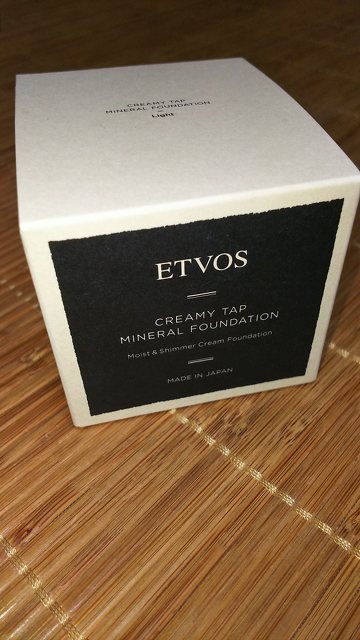 CREAMY TAP
MINERAL FOUNDATION
Light
ETVOS
CREAMY TAP
MINERAL FOUNDATION
Moist & Shimmer Cream Foundation
MADE IN JAPAN